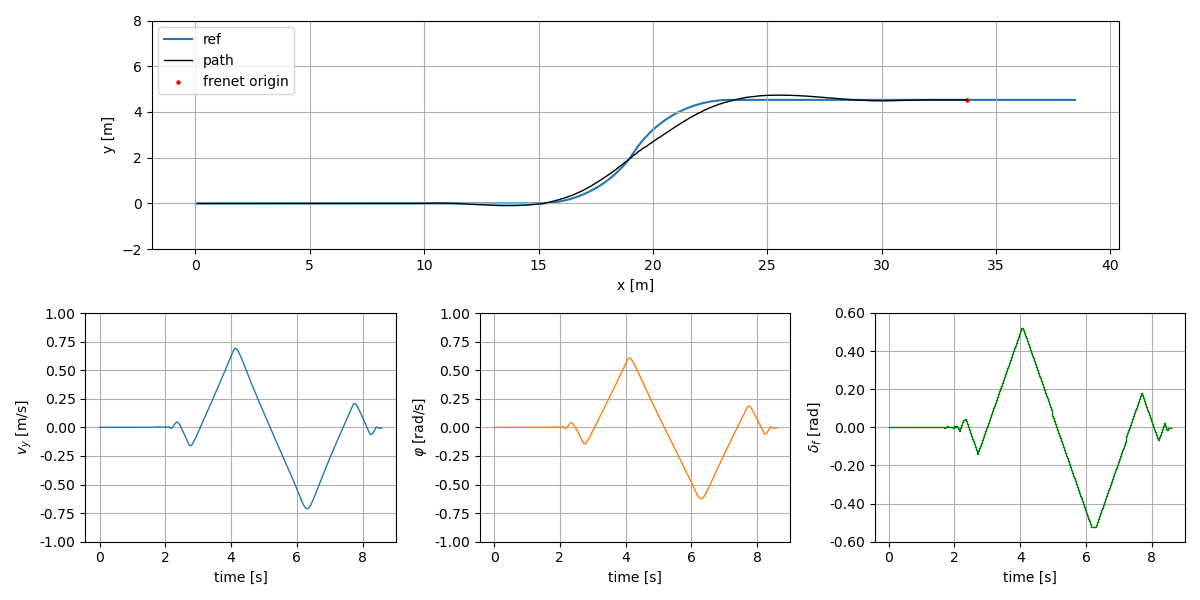 8
6
4
2
0
−2
y [m]
ref
path
frenet origin
0 5 10 15 20 25 30 35 40
x [m]
1.00
0.75
0.50
0.25
0.00
-0.25
-0.50
-0.75
-1.00
v_y [m/s]
0 2 4 6 8
time [s]
1.00
0.75
0.50
0.25
0.00
-0.25
-0.50
-0.75
-1.00
φ [rad/s]
0 2 4 6 8
time [s]
0.60
0.40
0.20
0.00
-0.20
-0.40
-0.60
δ_f [rad]
0 2 4 6 8
time [s]